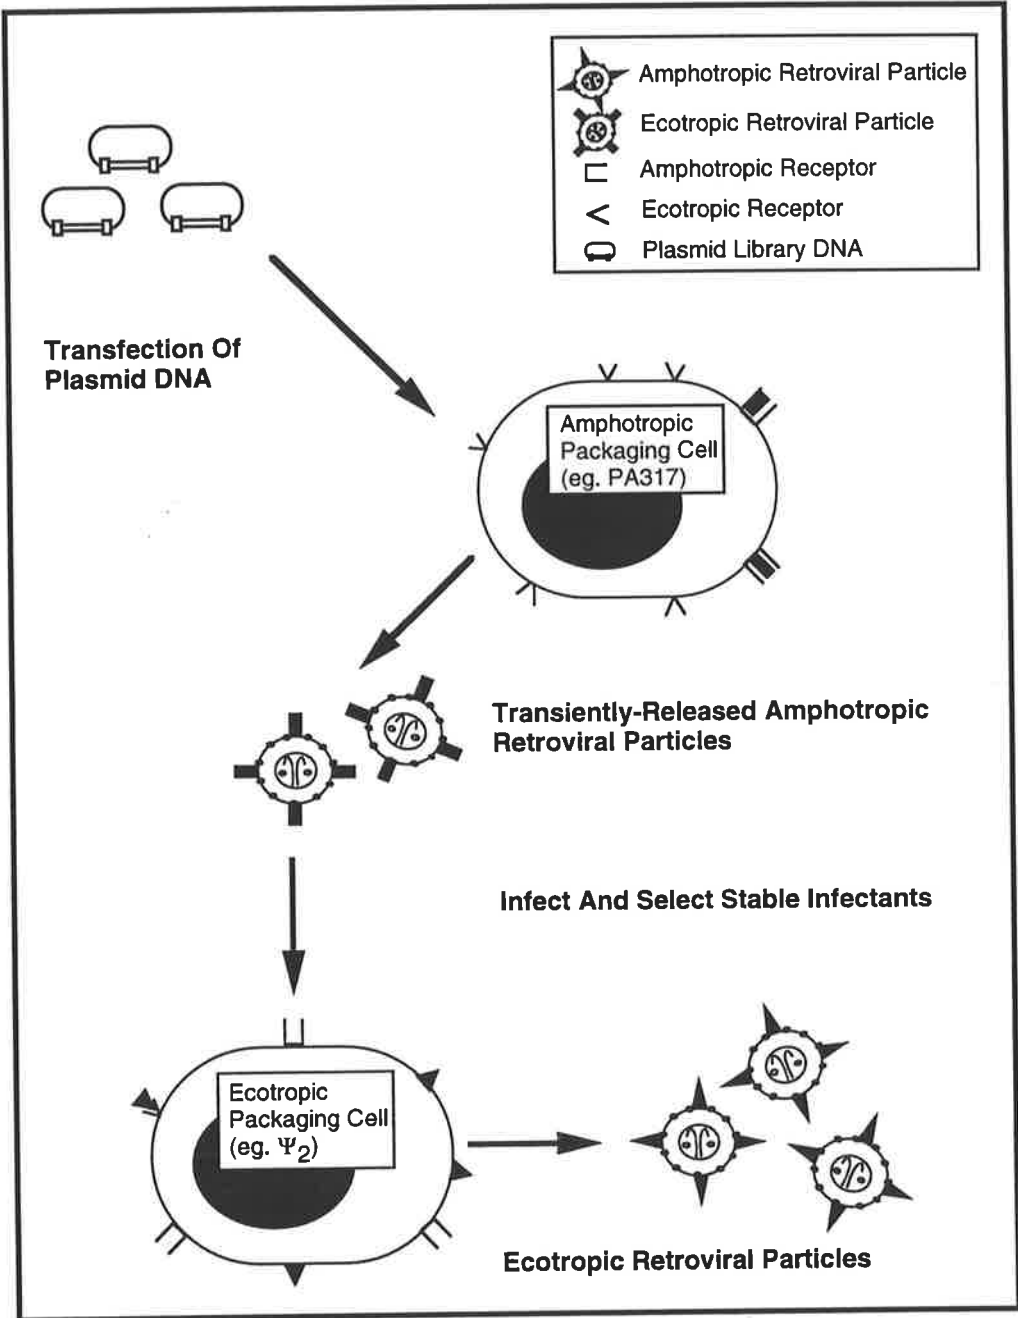 Amphotropic Retroviral Particle
Ecotropic Retroviral Particle
Amphotropic Receptor
Ecotropic Receptor
Plasmid Library DNA
Transfection Of
Plasmid DNA
Amphotropic
Packaging Cell
(eg. PA317)
Transiently-Released Amphotropic
Retroviral Particles
Infect And Select Stable Infectants
Ecotropic
Packaging Cell
(eg. Ψ2)
Ecotropic Retroviral Particles